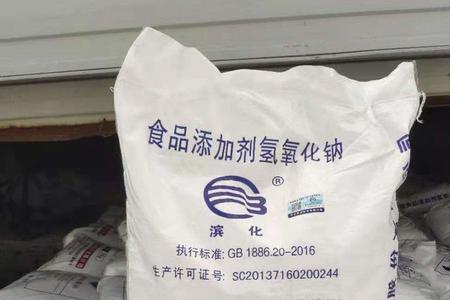 食品添加剂氢氧化钠
®
滨化
执行标准: GB 1886.20-2016
生产许可证号: SC20137160200244